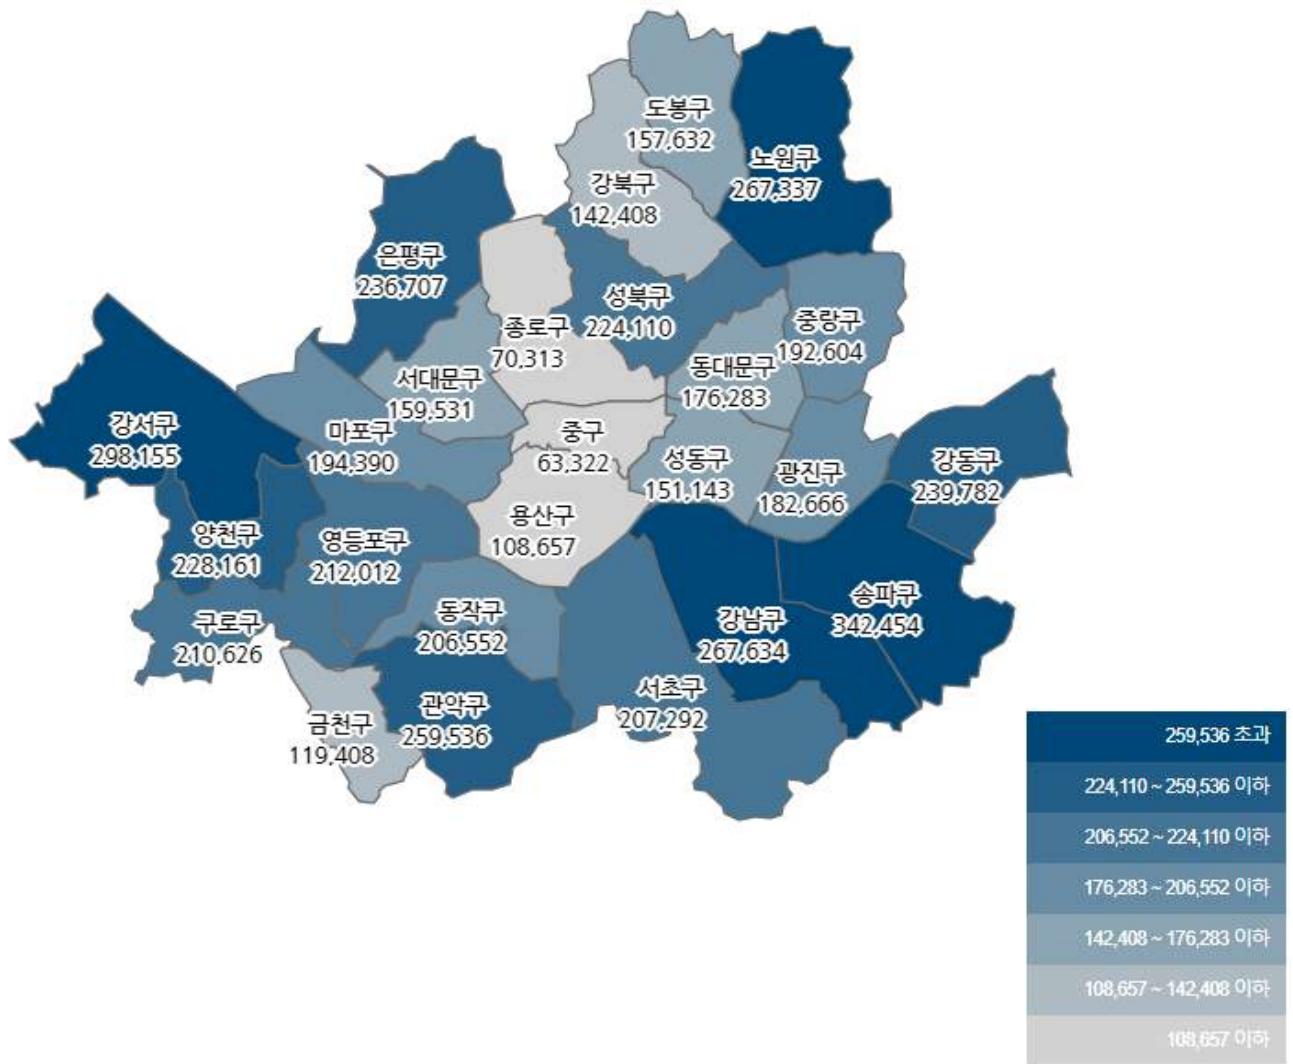 도봉구
157,632
노원구
267,337
강북구
142,408
은평구
236,707
성북구
224,110
종로구
70,313
중랑구
192,604
동대문구
176,283
서대문구
159,531
강서구
298,155
마포구
194,390
중구
63,322
성동구
151,143
광진구
182,666
강동구
239,782
양천구
228,161
영등포구
212,012
용산구
108,657
구로구
210,626
동작구
206,552
강남구
267,634
송파구
342,454
금천구
119,408
관악구
259,536
서초구
207,292
259,536 초과
224,110 ~ 259,536 이하
206,552 ~ 224,110 이하
176,283 ~ 206,552 이하
142,408 ~ 176,283 이하
108,657 ~ 142,408 이하
108,657 이하